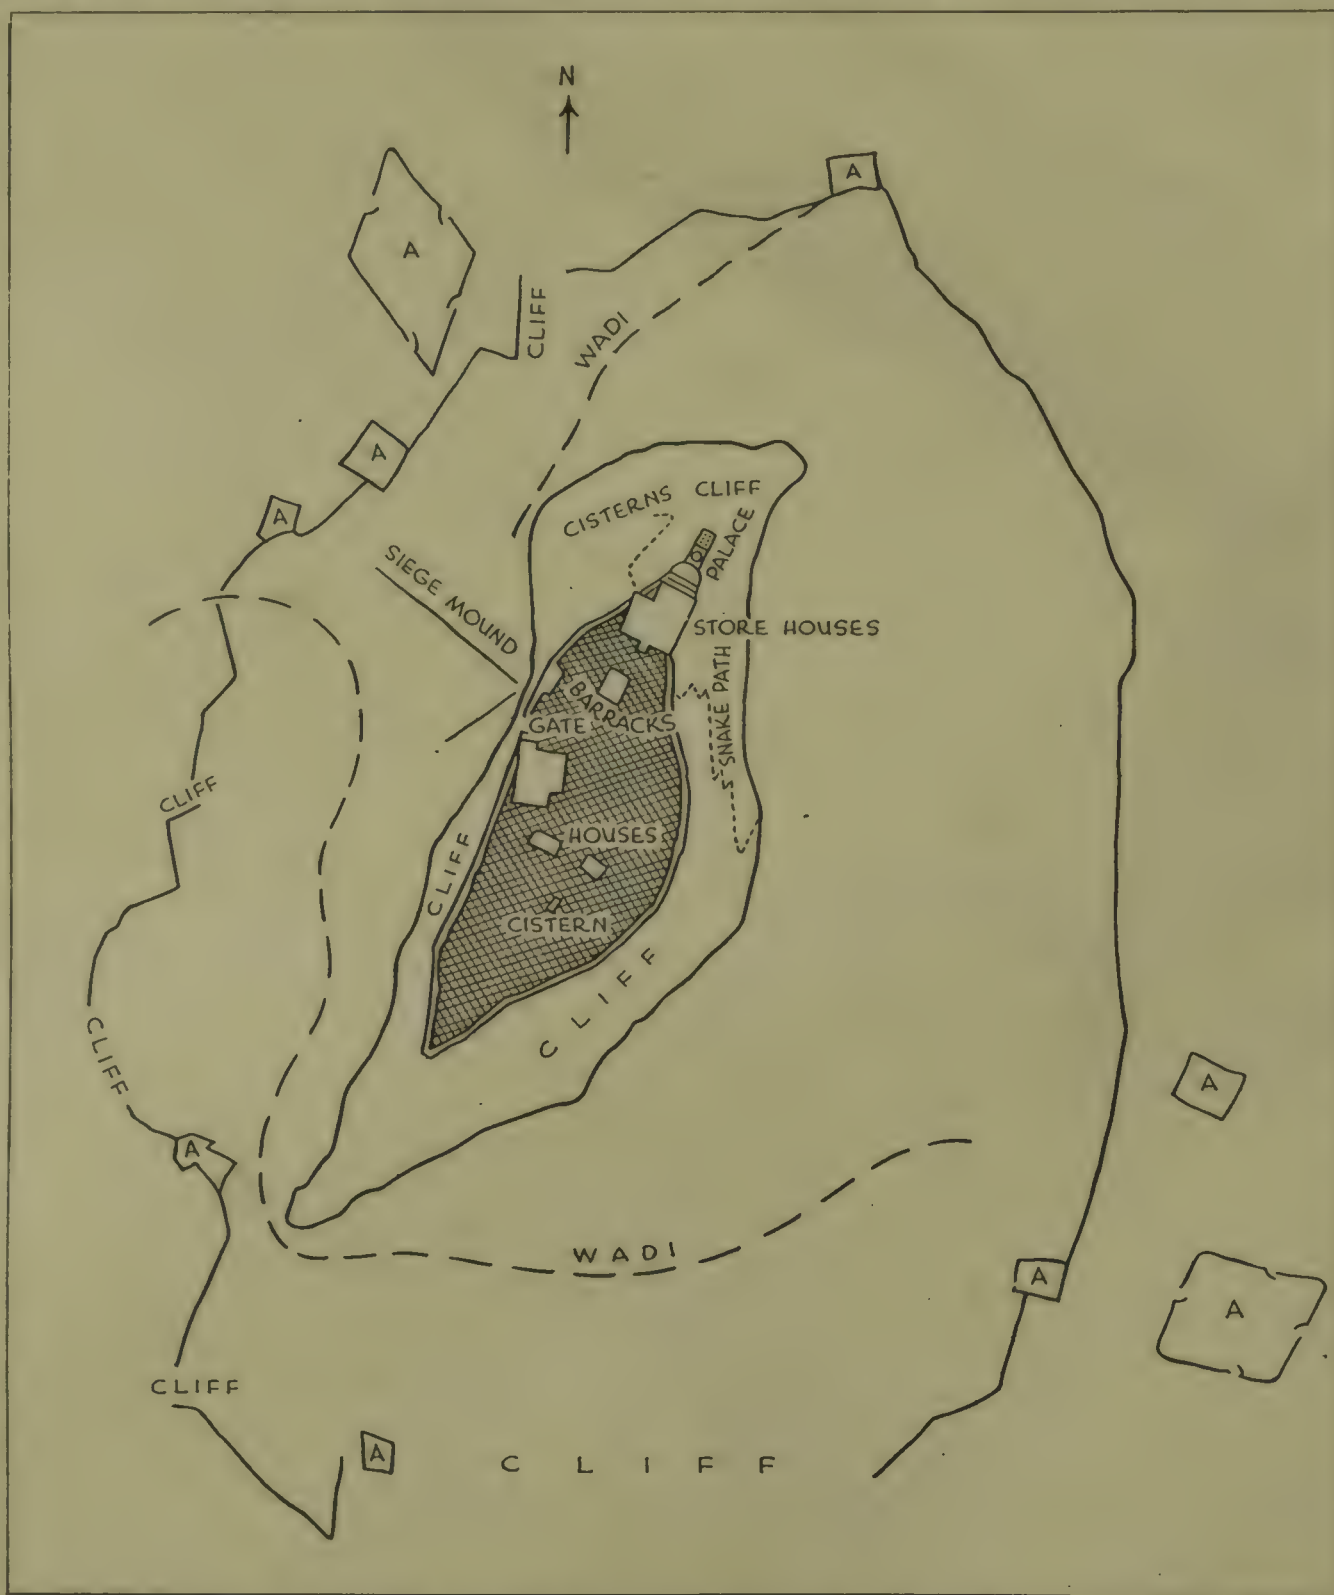 N
A
A
CLIFF
WADI
A
A
CISTERNS CLIFF
PALACE
SIEGE MOUND
STORE HOUSES
SNAKE PATH
BARRACKS
GATE
CLIFF
HOUSES
CLIFF
CISTERN
CLIFF
CLIFF
A
A
WADI
A
A
CLIFF
A
CLIFF